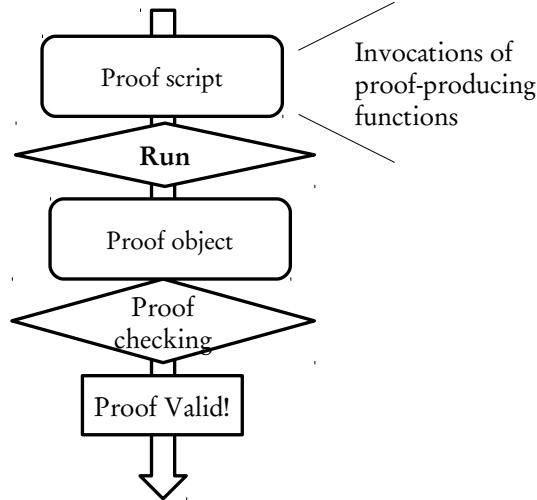 Proof script
Invocations of
proof-producing
functions
Run
Proof object
Proof
checking
Proof Valid!